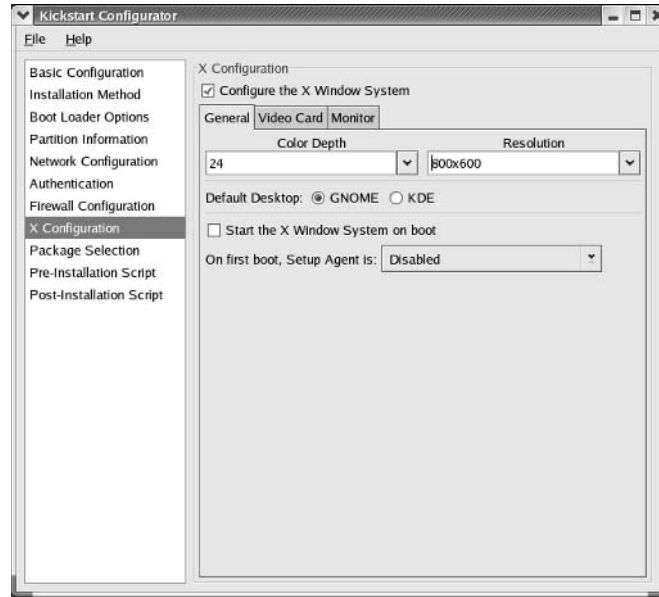 Kickstart Configurator
File Help
Basic Configuration
Installation Method
Boot Loader Options
Partition Information
Network Configuration
Authentication
Firewall Configuration
X Configuration
Package Selection
Pre-Installation Script
Post-Installation Script
X Configuration
Configure the X Window System
General Video Card Monitor
Color Depth Resolution
24 800x600
Default Desktop: GNOME KDE
Start the X Window System on boot
On first boot, Setup Agent is: Disabled